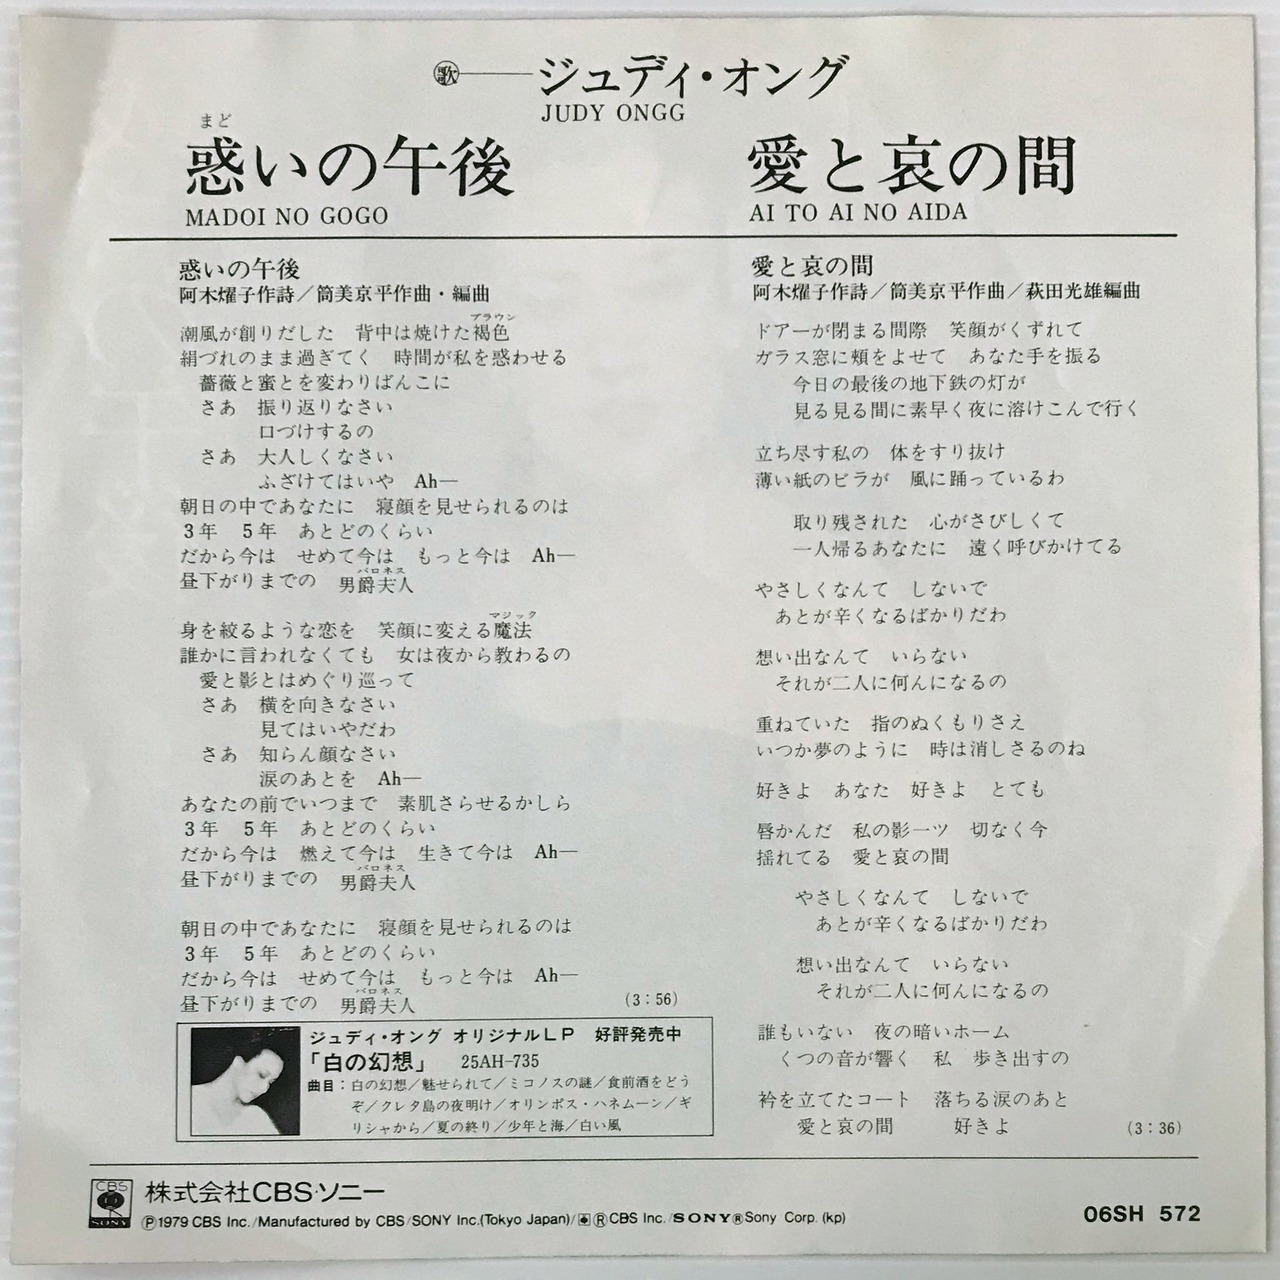 歌 ジュディ・オング
JUDY ONGG
まど
惑いの午後
MADOI NO GOGO
愛と哀の間
AI TO AI NO AIDA
惑いの午後
阿木燿子作詩／筒美京平作曲・編曲
ブラウン
潮風が創りだした　背中は焼けた褐色
絹づれのまま過ぎてく　時間が私を惑わせる
薔薇と蜜とを変わりばんこに
さあ　振り返りなさい
口づけするの
さあ　大人しくなさい
ふざけてはいや　Ah—
朝日の中であなたに　寝顔を見せられるのは
3年　5年　あとどのくらい
だから今は　せめて今は　もっと今は　Ah—
バロネス
昼下がりまでの　男爵夫人
マジック
身を絞るような恋を　笑顔に変える魔法
誰かに言われなくても　女は夜から教わるの
愛と影とはめぐり巡って
さあ　横を向きなさい
見てはいやだわ
さあ　知らん顔なさい
涙のあとを　Ah—
あなたの前でいつまで　素肌さらせるかしら
3年　5年　あとどのくらい
だから今は　燃えて今は　生きて今は　Ah—
バロネス
昼下がりまでの　男爵夫人
朝日の中であなたに　寝顔を見せられるのは
3年　5年　あとどのくらい
だから今は　せめて今は　もっと今は　Ah—
バロネス
昼下がりまでの　男爵夫人
(3：56)
ジュディ・オング オリジナルLP　好評発売中
「白の幻想」　25AH-735
曲目：白の幻想／魅せられて／ミコノスの謎／食前酒をどう
ぞ／クレタ島の夜明け／オリンポス・ハネムーン／ギ
リシャから／夏の終り／少年と海／白い風
愛と哀の間
阿木燿子作詩／筒美京平作曲／萩田光雄編曲
ドアーが閉まる間際　笑顔がくずれて
ガラス窓に頬をよせて　あなた手を振る
今日の最後の地下鉄の灯が
見る見る間に素早く夜に溶けこんで行く
立ち尽す私の　体をすり抜け
薄い紙のビラが　風に踊っているわ
取り残された　心がさびしくて
一人帰るあなたに　遠く呼びかけてる
やさしくなんて　しないで
あとが辛くなるばかりだわ
想い出なんて　いらない
それが二人に何んになるの
重ねていた　指のぬくもりさえ
いつか夢のように　時は消しさるのね
好きよ　あなた　好きよ　とても
唇かんだ　私の影一ツ　切なく今
揺れてる　愛と哀の間
やさしくなんて　しないで
あとが辛くなるばかりだわ
想い出なんて　いらない
それが二人に何んになるの
誰もいない　夜の暗いホーム
くつの音が響く　私　歩き出すの
衿を立てたコート　落ちる涙のあと
愛と哀の間　　好きよ
(3：36)
CBS
SONY
株式会社CBS・ソニー
Ⓟ1979 CBS Inc./Manufactured by CBS/SONY Inc.(Tokyo Japan)/®CBS Inc./SONY®Sony Corp. (kp)
06SH 572